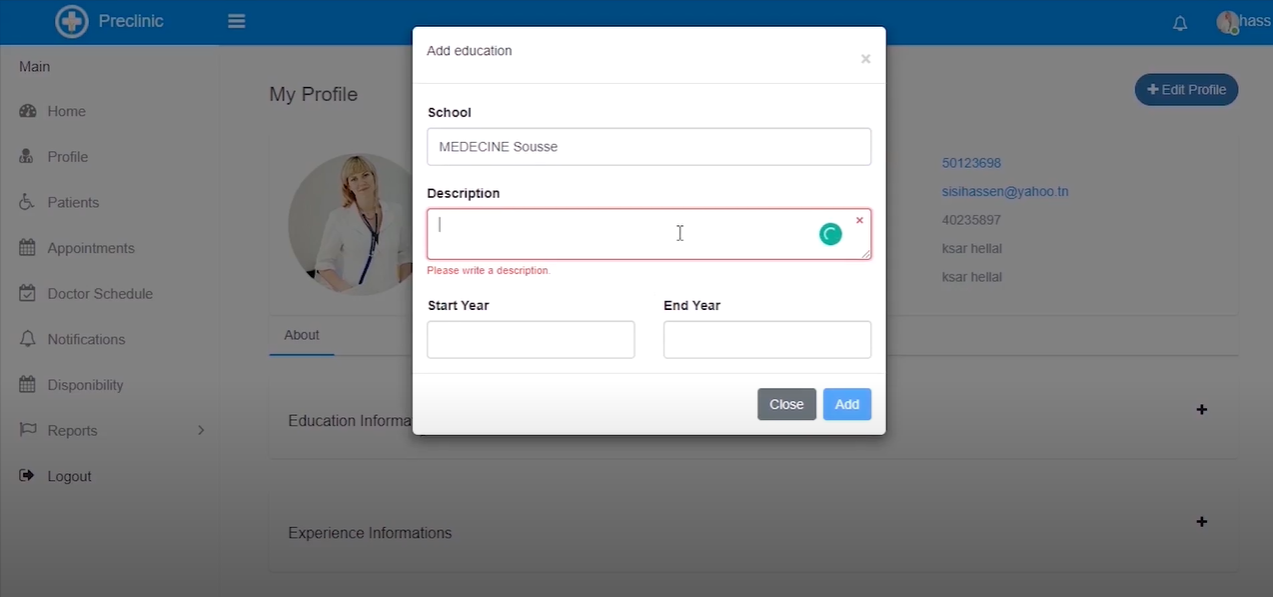 Preclinic
hass
Main
Home
Profile
Patients
Appointments
Doctor Schedule
Notifications
Disponibility
Reports
Logout
My Profile
+ Edit Profile
50123698
sisihassen@yahoo.tn
40235897
ksar hellal
ksar hellal
About
Education Informa
Experience Informations
Add education
×
School
MEDECINE Sousse
Description
Please write a description.
Start Year End Year
Close Add